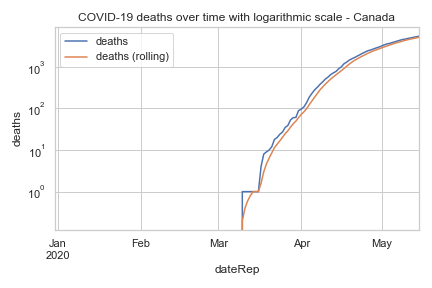 COVID-19 deaths over time with logarithmic scale - Canada
deaths
deaths (rolling)
deaths
10³
10²
10¹
10⁰
Jan
2020
Feb
Mar
Apr
May
dateRep